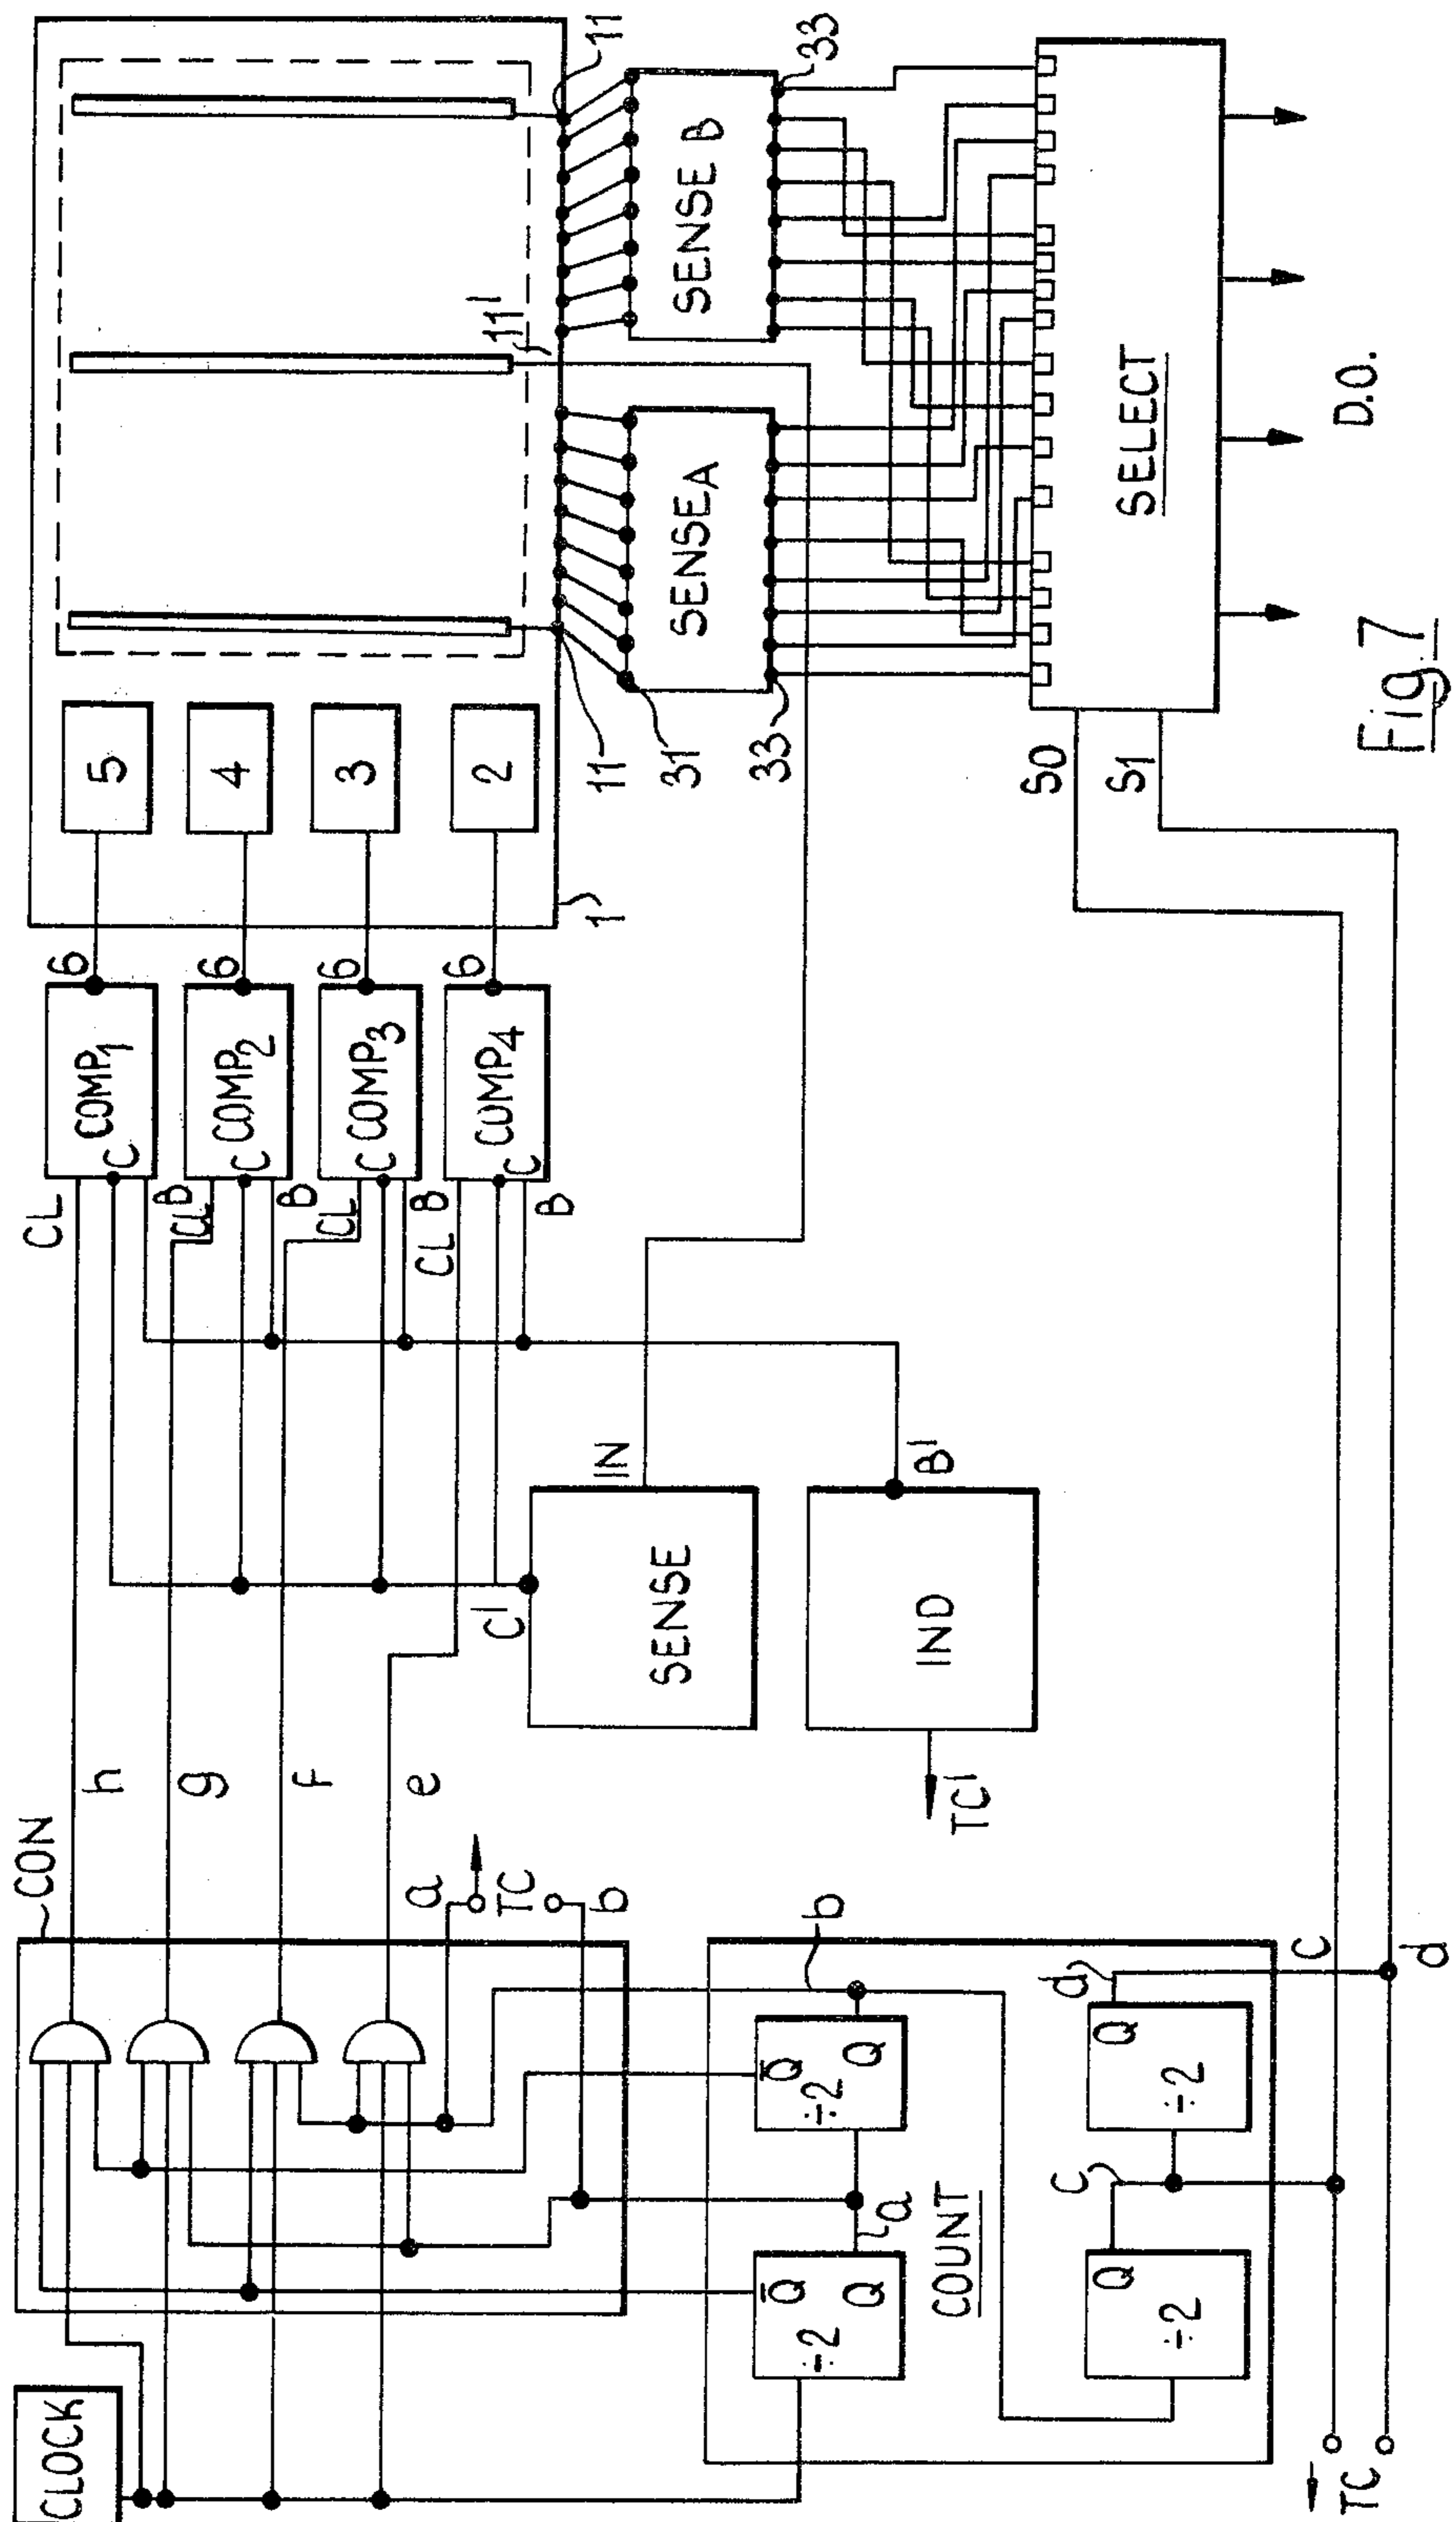 CLOCK
CON
h
g
f
e
a
TC
b
CL
C
COMP1
B
6
CL
C
COMP2
B
6
CL
C
COMP3
B
6
CL
C
COMP4
B
6
5
4
3
2
1
11
11'
11
31
SENSE A
33
SENSE B
33
C'
IN
SENSE
B'
IND
TC'
b
Q̄
÷2
Q
a
Q̄
÷2
Q
COUNT
c
Q
÷2
d
Q
÷2
C
d
TC
S0
S1
SELECT
D.O.
Fig. 7